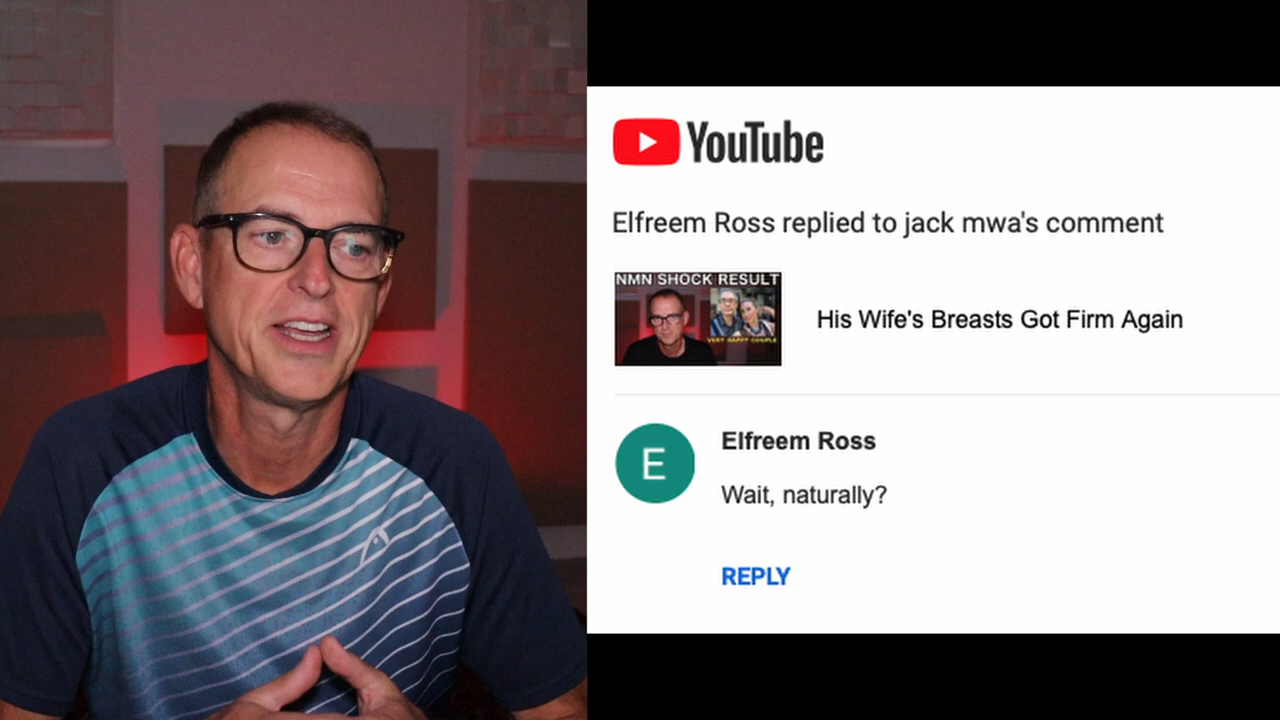 YouTube
Elfreem Ross replied to jack mwa's comment
NMN SHOCK RESULT
VERY HAPPY COUPLE
His Wife's Breasts Got Firm Again
E
Elfreem Ross
Wait, naturally?
REPLY